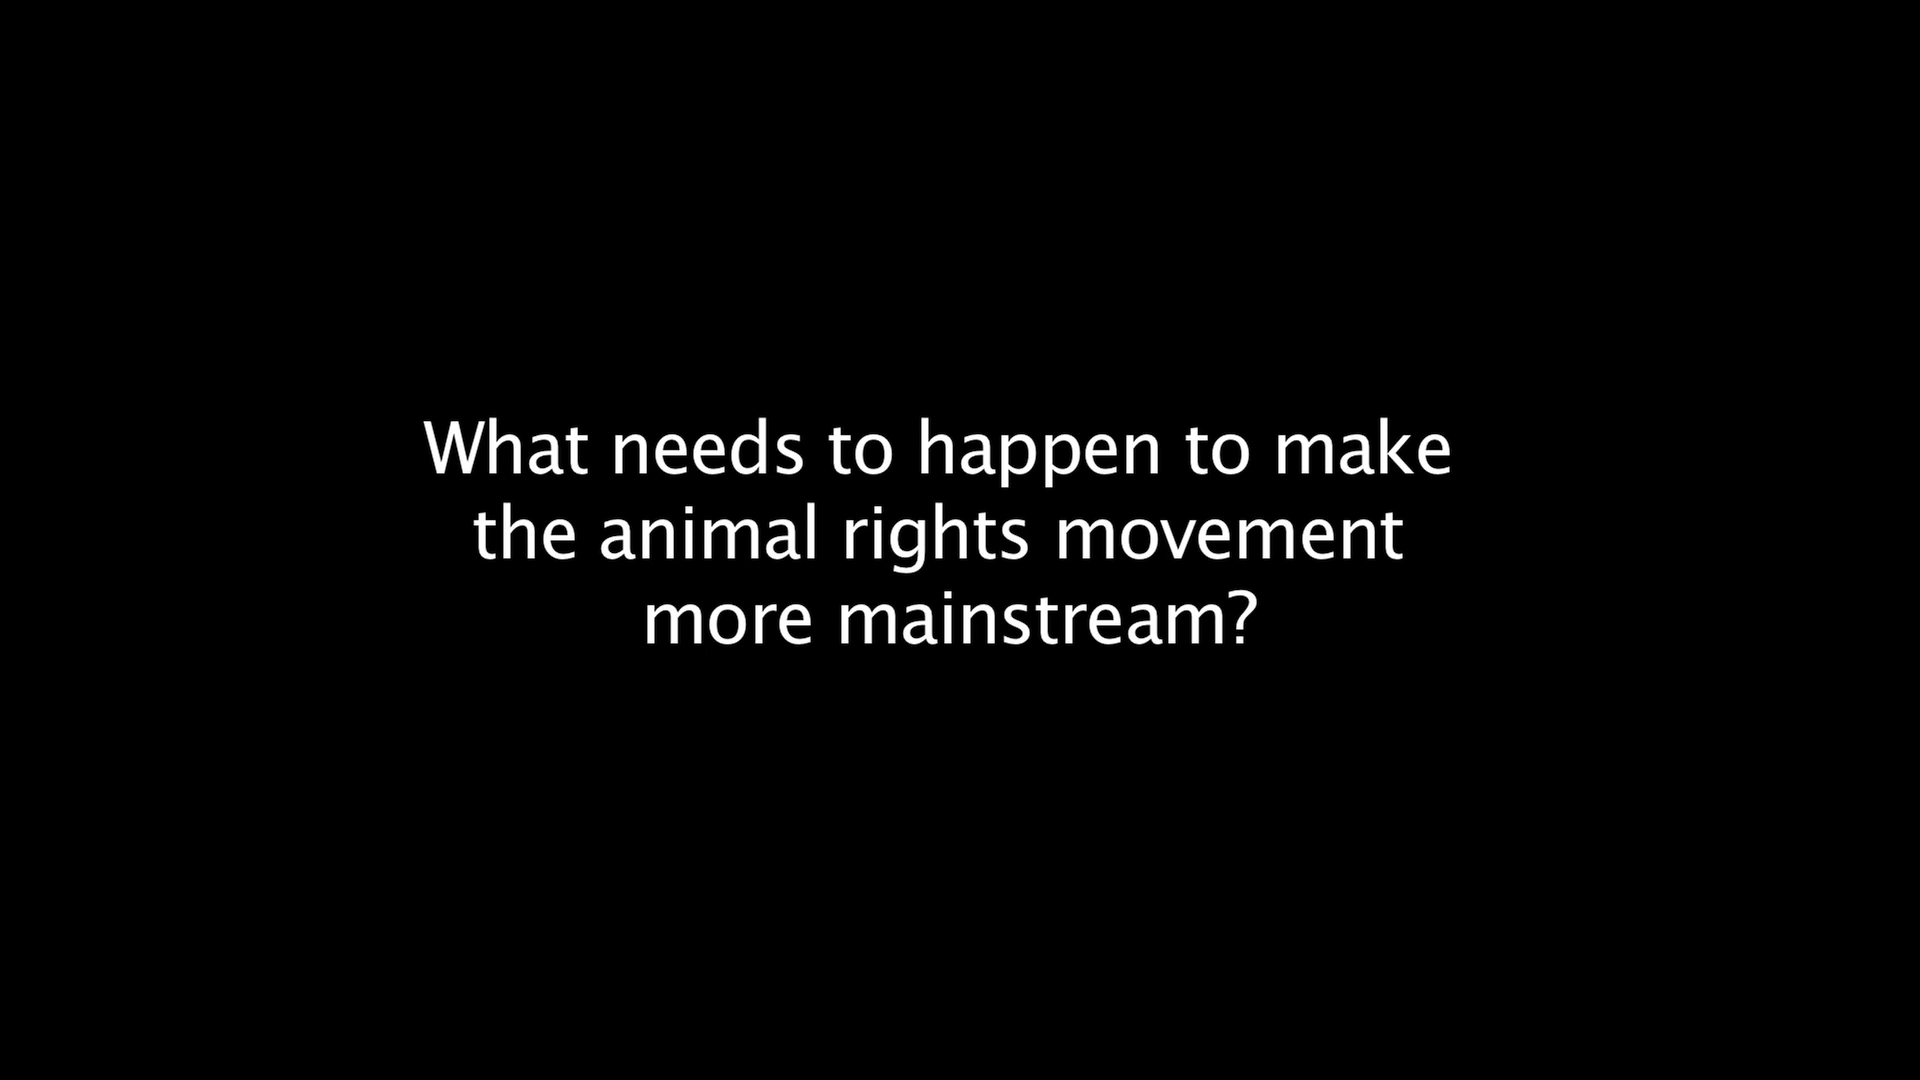 What needs to happen to make
the animal rights movement
more mainstream?